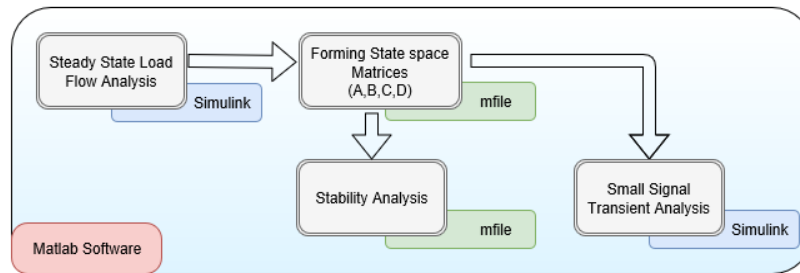 Steady State Load
Flow Analysis
Simulink
Forming State space
Matrices
(A,B,C,D)
mfile
Stability Analysis
mfile
Small Signal
Transient Analysis
Simulink
Matlab Software